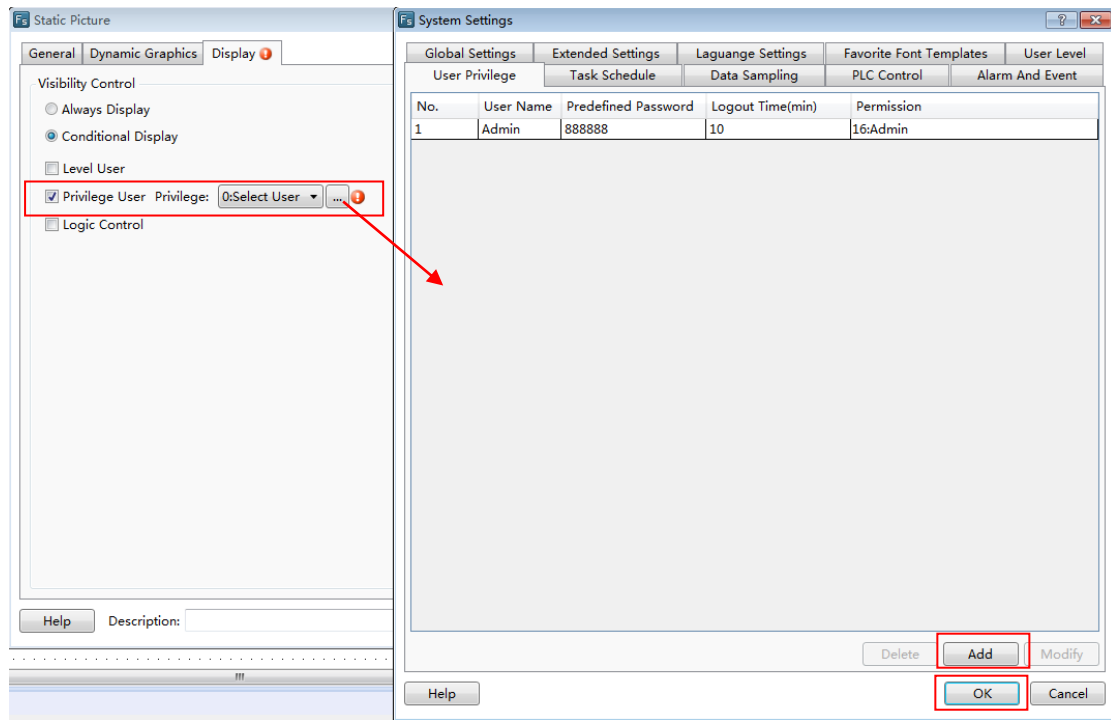 Fs Static Picture
General Dynamic Graphics Display
Visibility Control
Always Display
Conditional Display
Level User
Privilege User Privilege: 0:Select User ...
Logic Control
Help Description:
Fs System Settings
Global Settings Extended Settings Laguange Settings Favorite Font Templates User Level
User Privilege Task Schedule Data Sampling PLC Control Alarm And Event
No. User Name Predefined Password Logout Time(min) Permission
1 Admin 888888 10 16:Admin
Delete Add Modify
Help OK Cancel